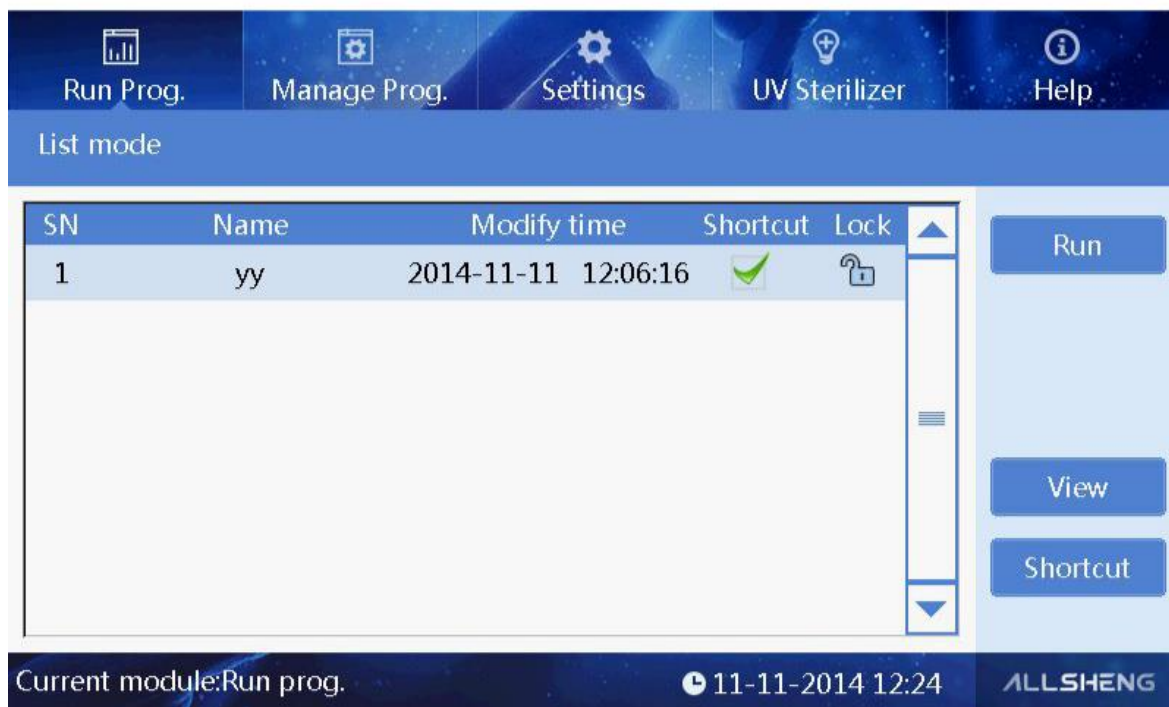 Run Prog. Manage Prog. Settings UV Sterilizer Help
List mode
SN Name Modify time Shortcut Lock
1 yy 2014-11-11 12:06:16
Run
View
Shortcut
Current module:Run prog. 11-11-2014 12:24 ALLSHENG